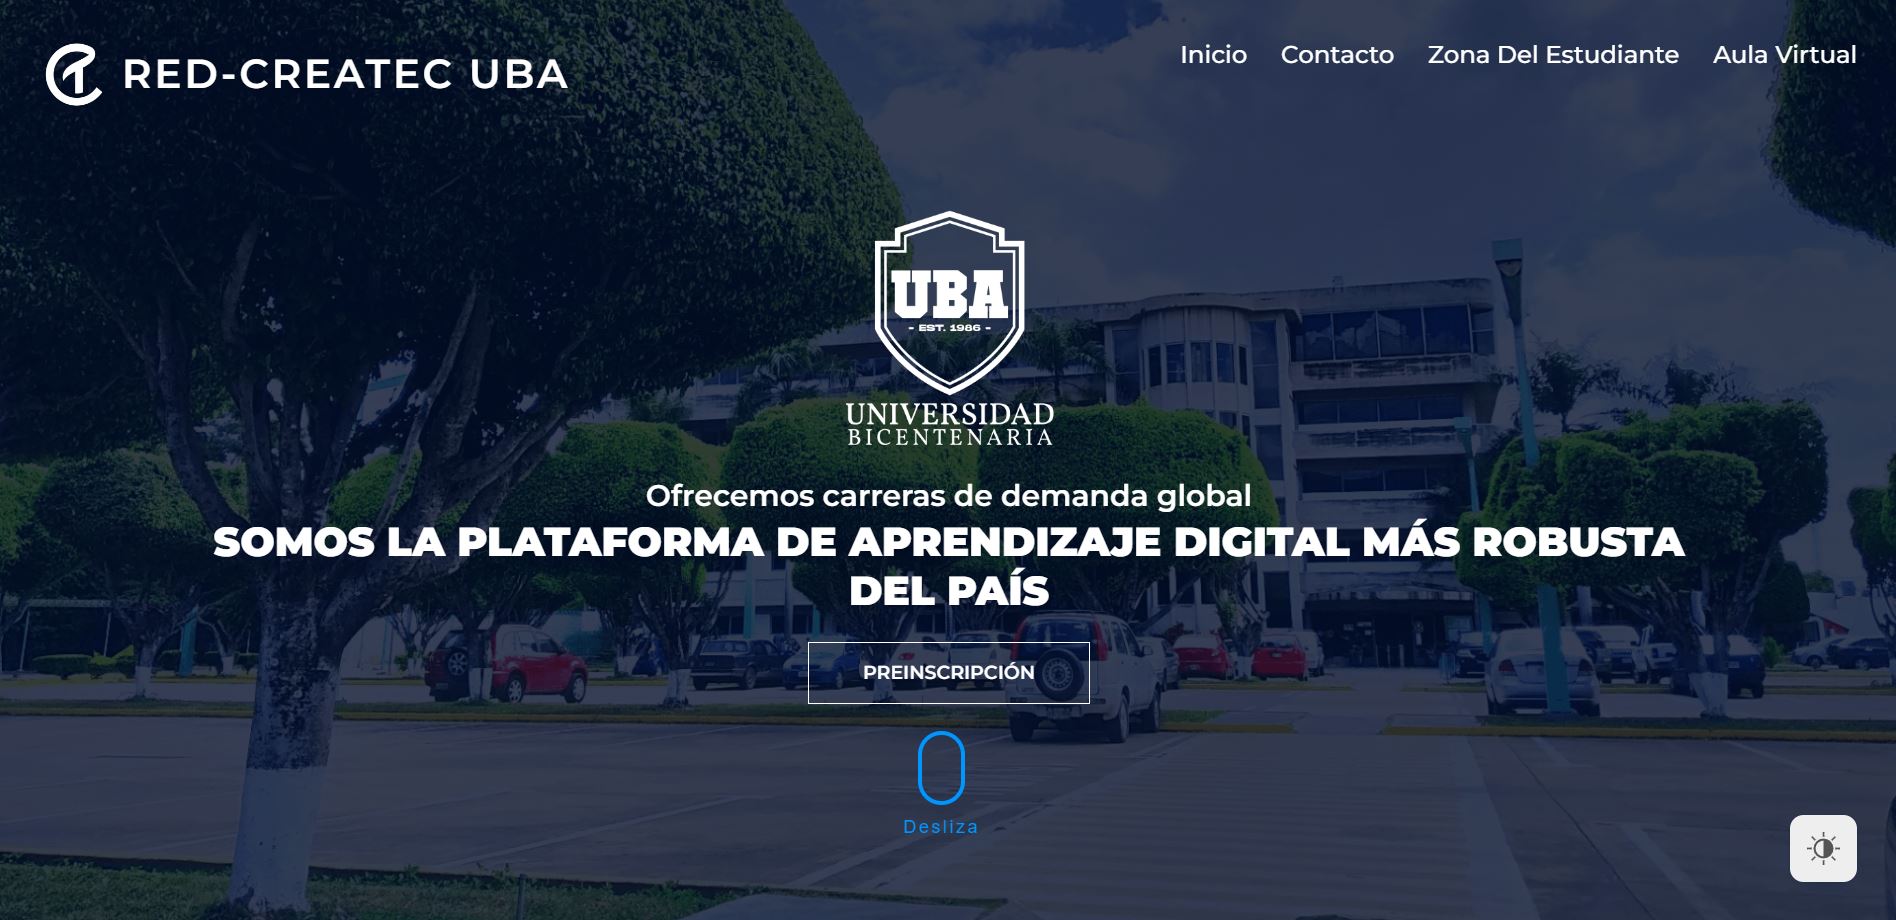 RED-CREATEC UBA
Inicio Contacto Zona Del Estudiante Aula Virtual
UBA
- EST. 1986 -
UNIVERSIDAD
BICENTENARIA
Ofrecemos carreras de demanda global
SOMOS LA PLATAFORMA DE APRENDIZAJE DIGITAL MÁS ROBUSTA
DEL PAÍS
PREINSCRIPCIÓN
Desliza